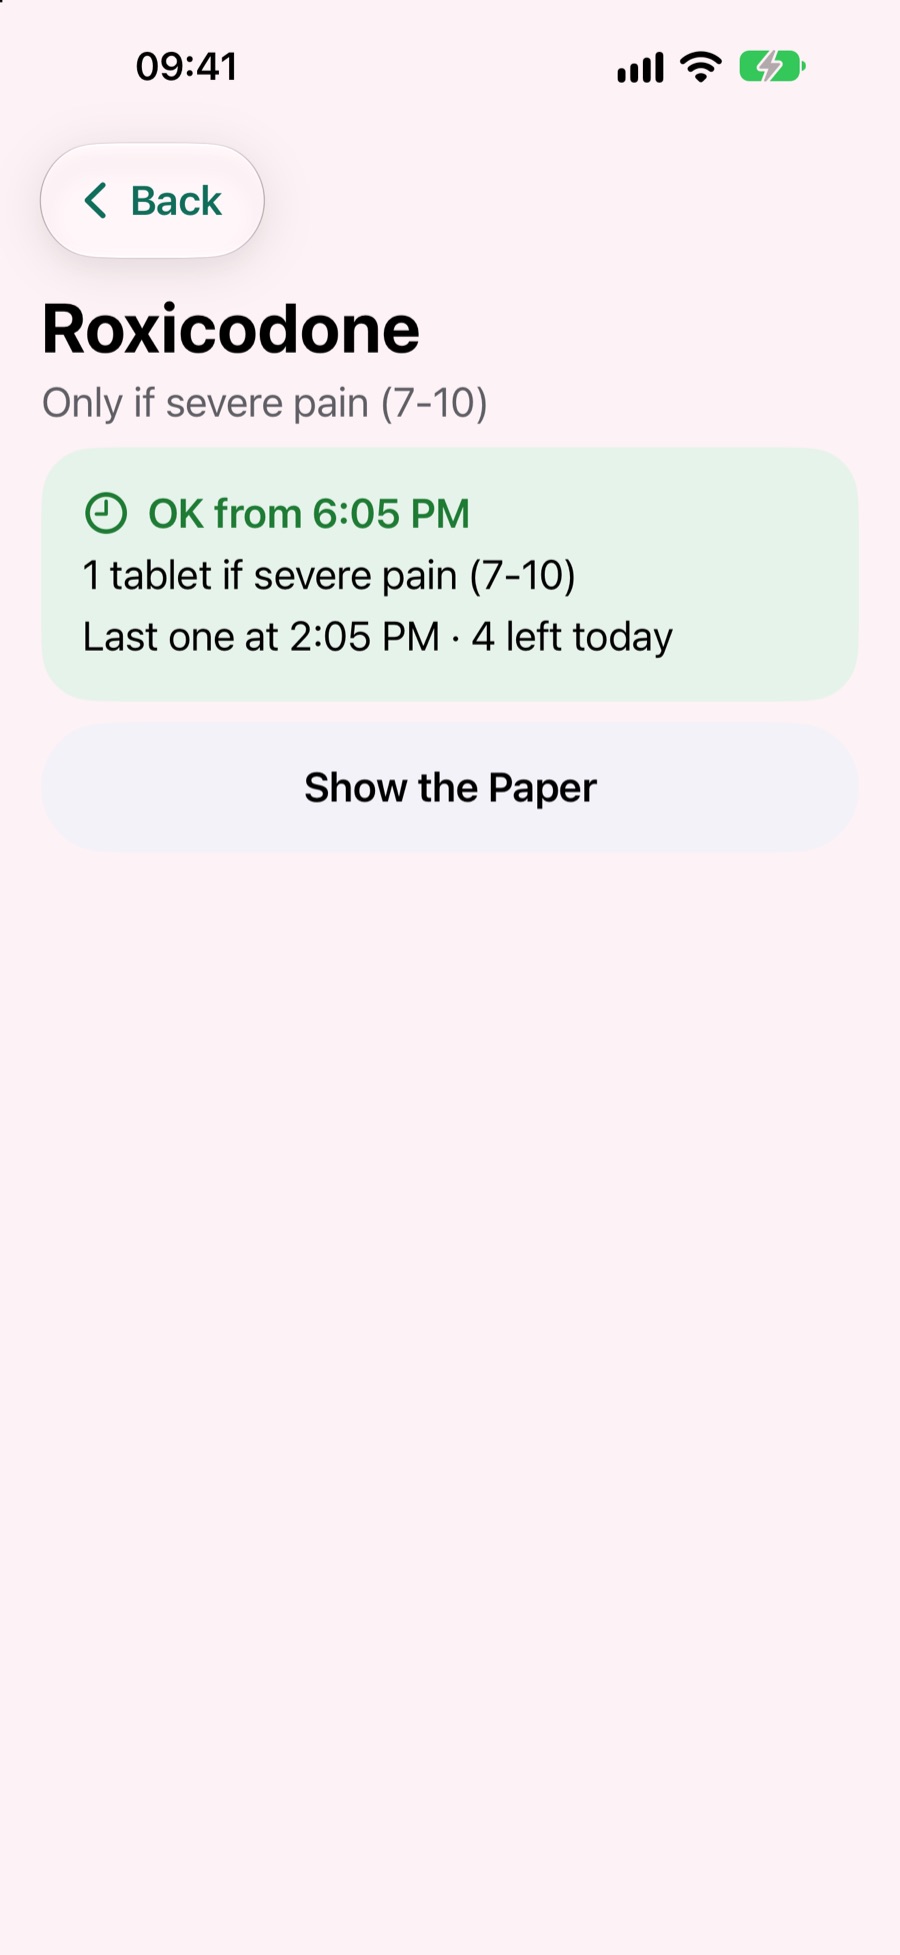 09:41
Back
Roxicodone
Only if severe pain (7-10)
OK from 6:05 PM
1 tablet if severe pain (7-10)
Last one at 2:05 PM · 4 left today
Show the Paper